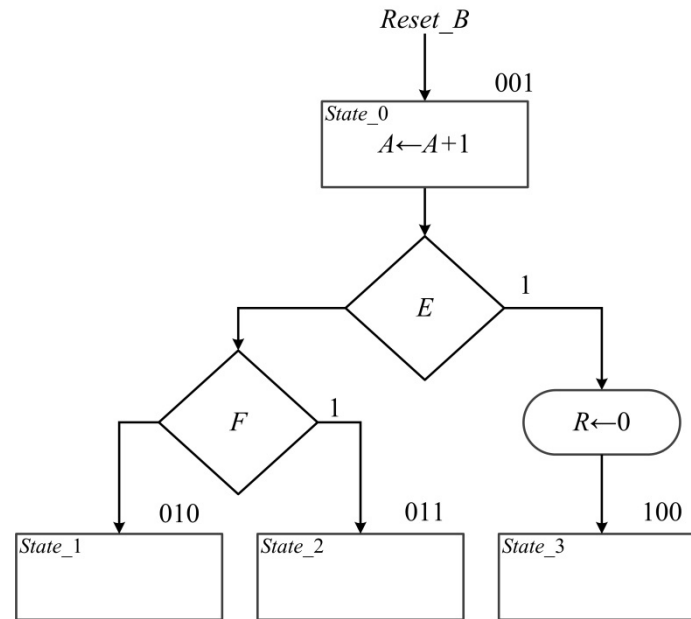 Reset_B
001
State_0
A←A+1
E
1
F
1
R←0
010
011
100
State_1
State_2
State_3